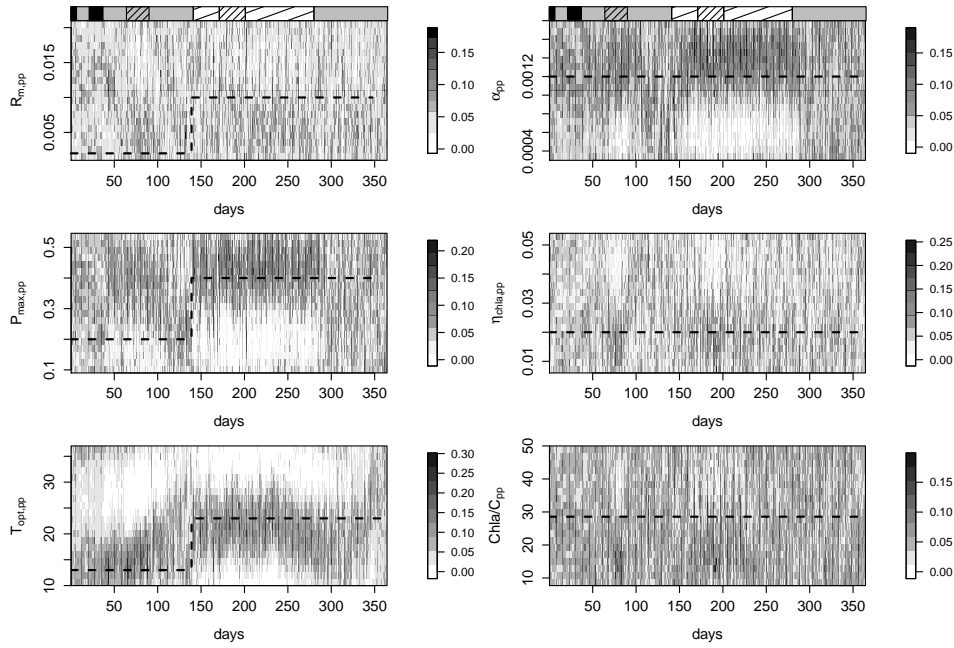 R_m,pp
0.005 0.015
50 100 150 200 250 300 350
days
0.00 0.05 0.10 0.15
α_pp
0.0004 0.0012
50 100 150 200 250 300 350
days
0.00 0.05 0.10 0.15
P_max,pp
0.1 0.3 0.5
50 100 150 200 250 300 350
days
0.00 0.05 0.10 0.15 0.20
η_chla,pp
0.01 0.03 0.05
50 100 150 200 250 300 350
days
0.00 0.05 0.10 0.15 0.20 0.25
T_opt,pp
10 20 30
50 100 150 200 250 300 350
days
0.00 0.05 0.10 0.15 0.20 0.25 0.30
Chla/C_pp
10 20 30 40 50
50 100 150 200 250 300 350
days
0.00 0.05 0.10 0.15